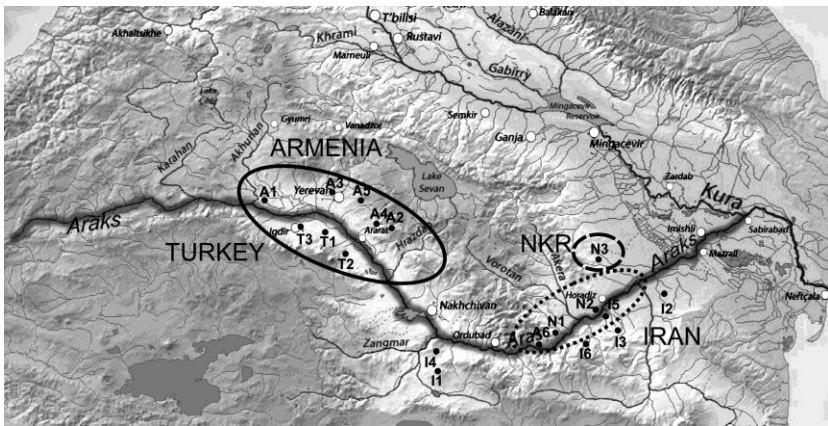 T'bilisi
Balakan
Akhaltsikhe
Khrami
Rustavi
Alazani
Marneuli
Gabirry
Lake
Mingacevir
Reservoir
Gyumri
Vanadzor
Semkir
Ganja
Mingacevir
Karahan
Akhurian
ARMENIA
Lake
Sevan
Zardab
Kura
A1
Yerevan
A3
A5
A4
A2
Araks
Igdir
T3
T1
Ararat
Hrazdan
TURKEY
T2
NKR
N3
Imishli
Sabirabad
Araks
Mazrali
Vorotan
Akera
Neftçala
Nakhchivan
Horadiz
N2
I5
I2
Ordubad
N1
A6
I3
IRAN
I6
Zangmar
I4
I1